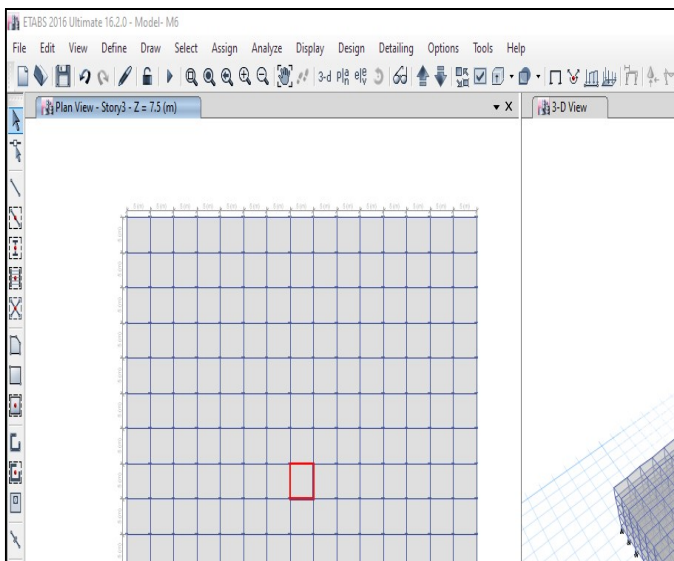 ETABS 2016 Ultimate 16.2.0 - Model- M6
File Edit View Define Draw Select Assign Analyze Display Design Detailing Options Tools Help
3-d
Plan View - Story3 - Z = 7.5 (m) X
3-D View